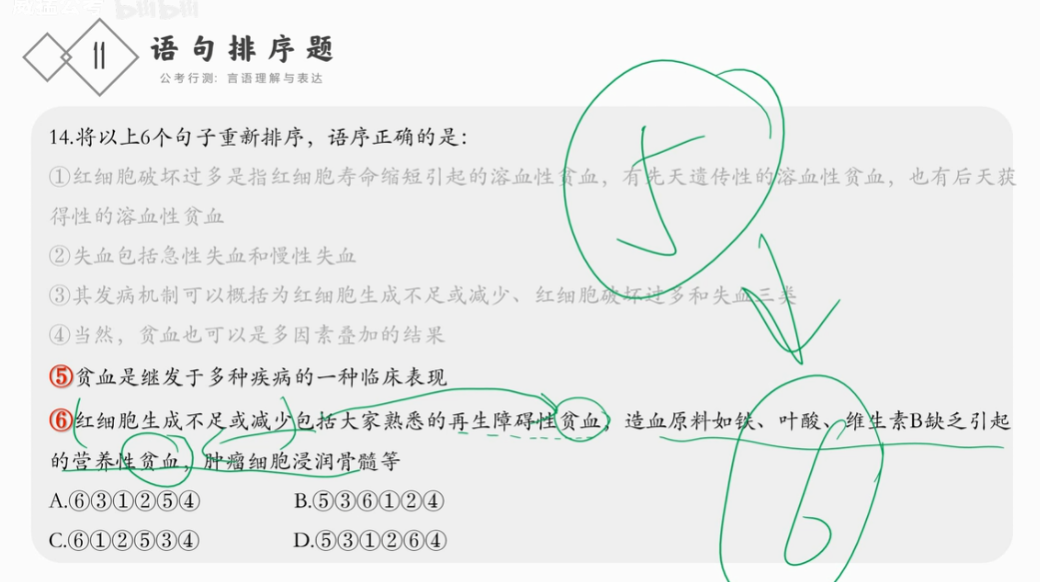 bilibili
11
语句排序题
公考行测：言语理解与表达
14.将以上6个句子重新排序，语序正确的是：
①红细胞破坏过多是指红细胞寿命缩短引起的溶血性贫血，有先天遗传性的溶血性贫血，也有后天获
得性的溶血性贫血
②失血包括急性失血和慢性失血
③其发病机制可以概括为红细胞生成不足或减少、红细胞破坏过多和失血三类
④当然，贫血也可以是多因素叠加的结果
⑤贫血是继发于多种疾病的一种临床表现
⑥红细胞生成不足或减少包括大家熟悉的再生障碍性贫血，造血原料如铁、叶酸、维生素B缺乏引起
的营养性贫血，肿瘤细胞浸润骨髓等
A.⑥③①②⑤④ B.⑤③⑥①②④
C.⑥①②⑤③④ D.⑤③①②⑥④
5
6